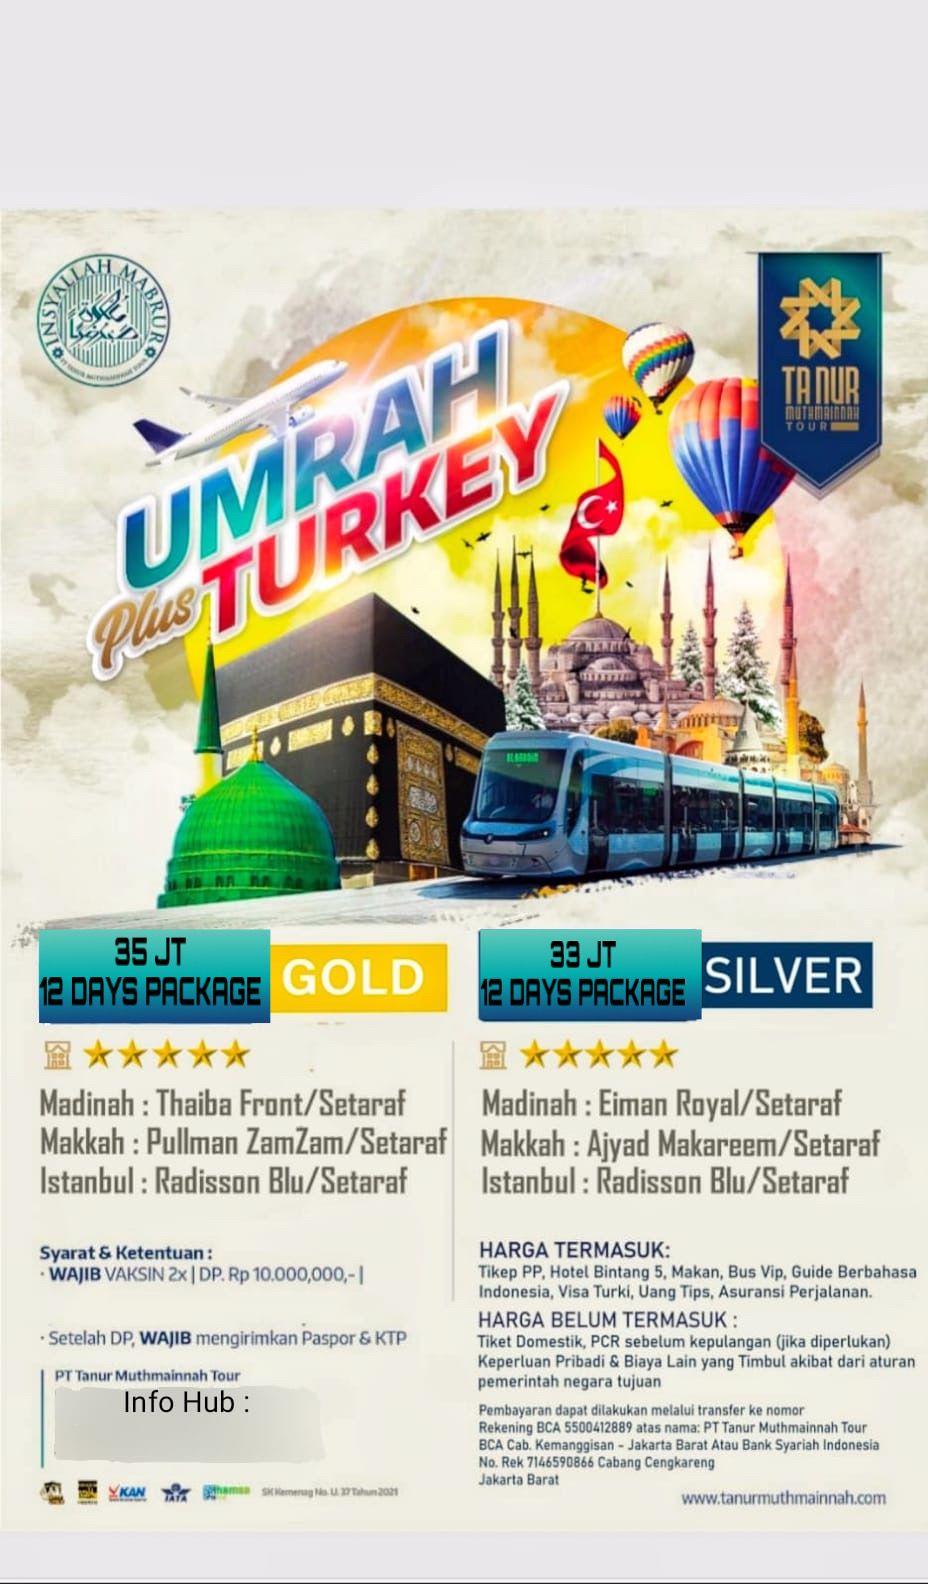 INSYALLAH MABRUR
PT TANUR MUTHMAINNAH TOUR
TANUR
MUTHMAINNAH
TOUR
UMRAH
Plus TURKEY
35 JT
12 DAYS PACKAGE
GOLD
33 JT
12 DAYS PACKAGE
SILVER
Madinah : Thaiba Front/Setaraf
Makkah : Pullman ZamZam/Setaraf
Istanbul : Radisson Blu/Setaraf
Madinah : Eiman Royal/Setaraf
Makkah : Ajyad Makareem/Setaraf
Istanbul : Radisson Blu/Setaraf
Syarat & Ketentuan :
· WAJIB VAKSIN 2x | DP. Rp 10.000,000,- |
· Setelah DP, WAJIB mengirimkan Paspor & KTP
PT Tanur Muthmainnah Tour
Info Hub :
KAN
IATA
SK Kemenag No. U. 37 Tahun 2021
HARGA TERMASUK:
Tikep PP, Hotel Bintang 5, Makan, Bus Vip, Guide Berbahasa
Indonesia, Visa Turki, Uang Tips, Asuransi Perjalanan.
HARGA BELUM TERMASUK :
Tiket Domestik, PCR sebelum kepulangan (jika diperlukan)
Keperluan Pribadi & Biaya Lain yang Timbul akibat dari aturan
pemerintah negara tujuan
Pembayaran dapat dilakukan melalui transfer ke nomor
Rekening BCA 5500412889 atas nama: PT Tanur Muthmainnah Tour
BCA Cab. Kemanggisan - Jakarta Barat Atau Bank Syariah Indonesia
No. Rek 7146590866 Cabang Cengkareng
Jakarta Barat
www.tanurmuthmainnah.com